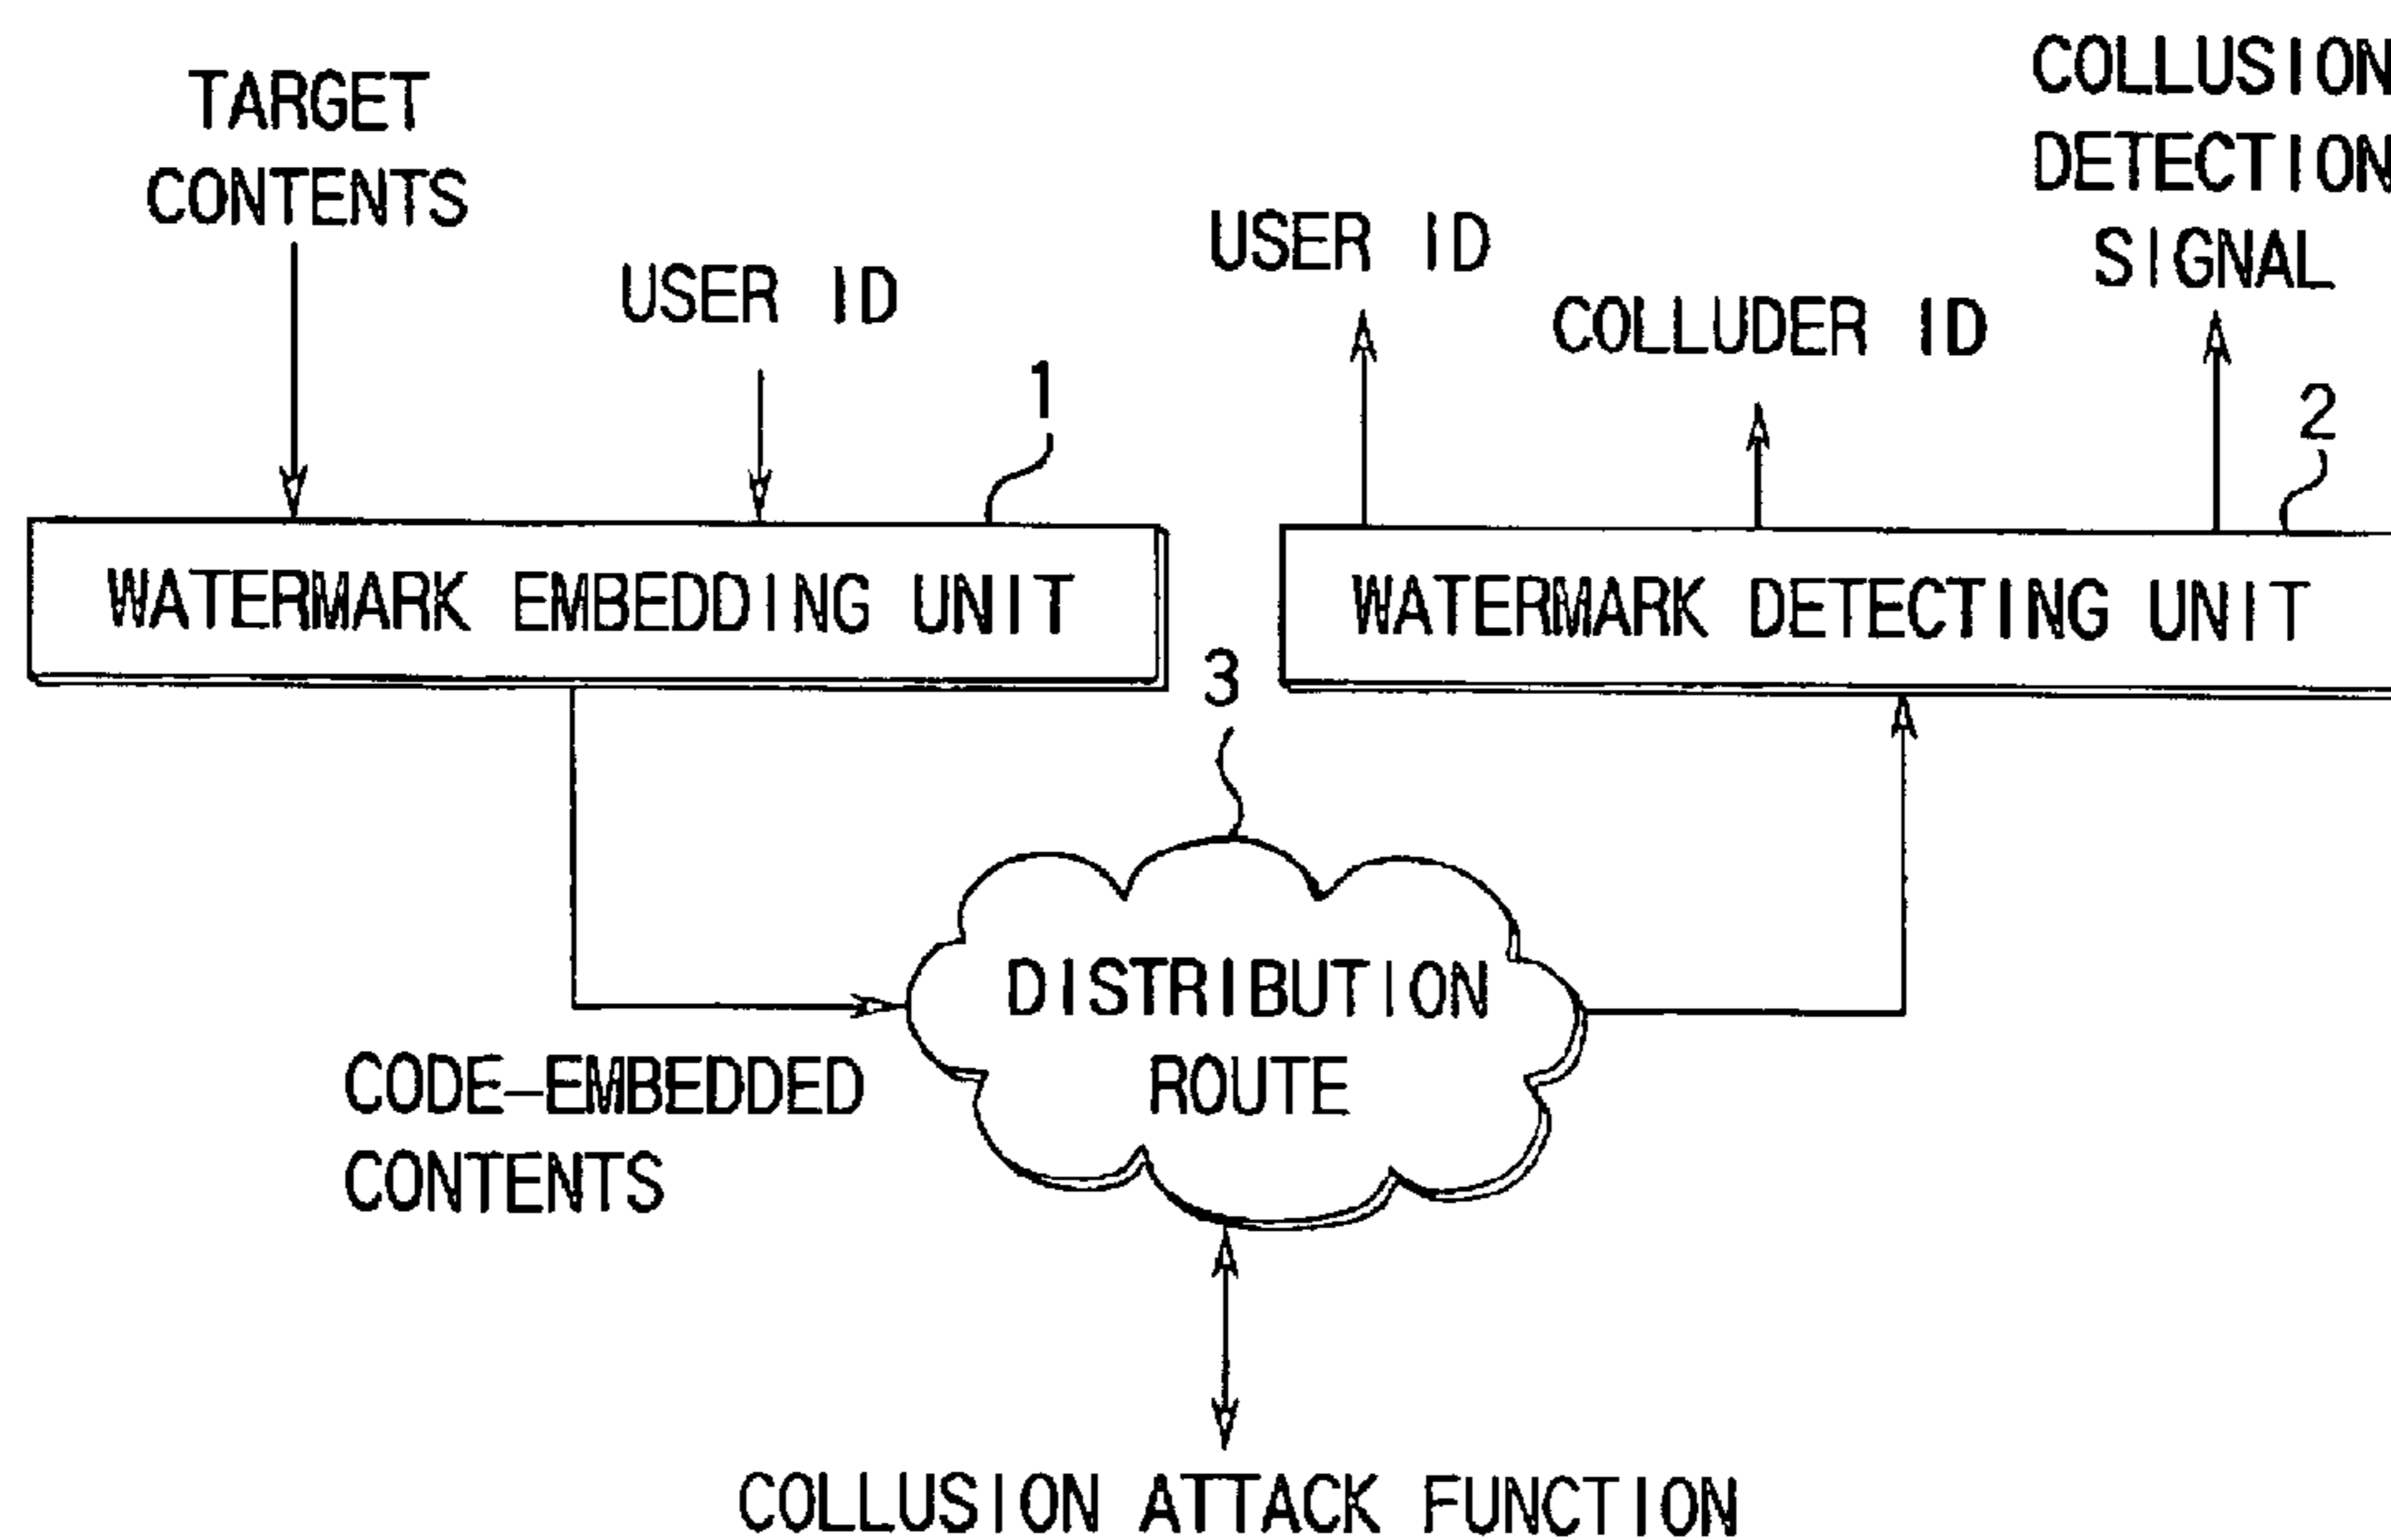 TARGET
CONTENTS
USER ID
1
USER ID
COLLUDER ID
COLLUSION
DETECTION
SIGNAL
2
WATERMARK EMBEDDING UNIT
WATERMARK DETECTING UNIT
3
DISTRIBUTION
ROUTE
CODE-EMBEDDED
CONTENTS
COLLUSION ATTACK FUNCTION